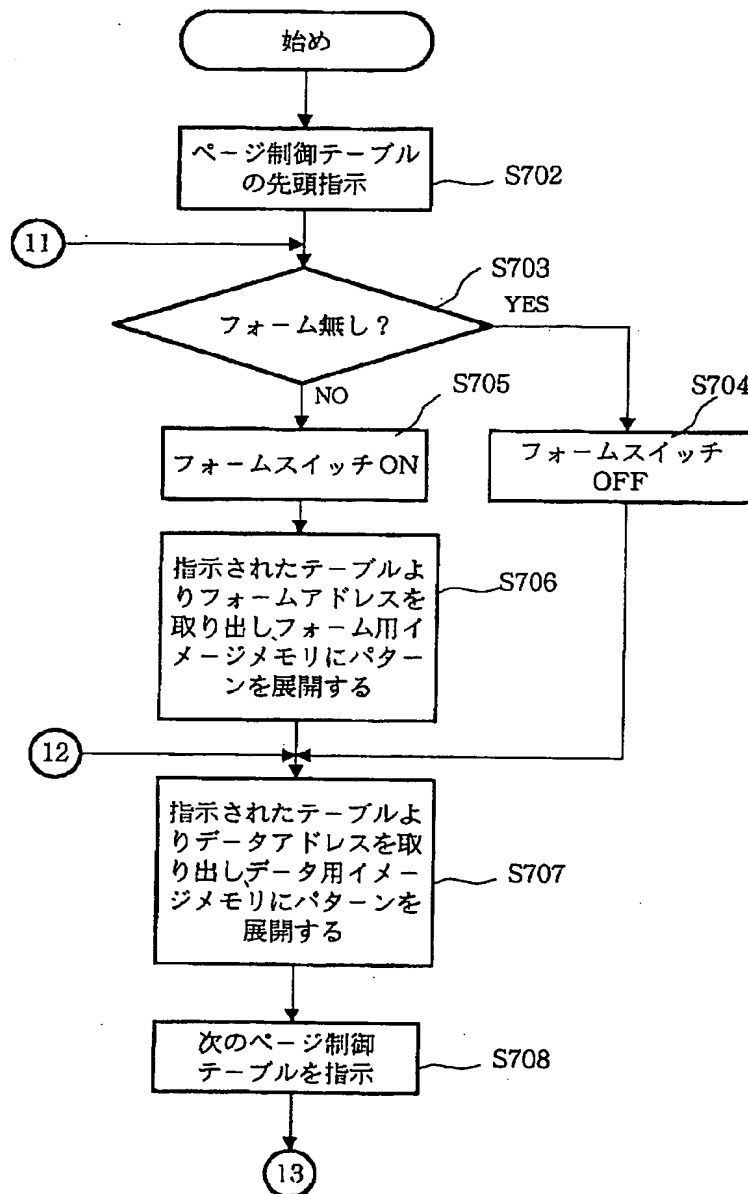 始め
ページ制御テーブル
の先頭指示
S702
11
S703
フォーム無し?
YES
NO
S705
S704
フォームスイッチON
フォームスイッチ
OFF
指示されたテーブルよ
りフォームアドレスを
取り出し、フォーム用イ
メージメモリにパター
ンを展開する
S706
12
指示されたテーブルよ
りデータアドレスを取
り出し、データ用イメー
ジメモリにパターンを
展開する
S707
次のページ制御
テーブルを指示
S708
13